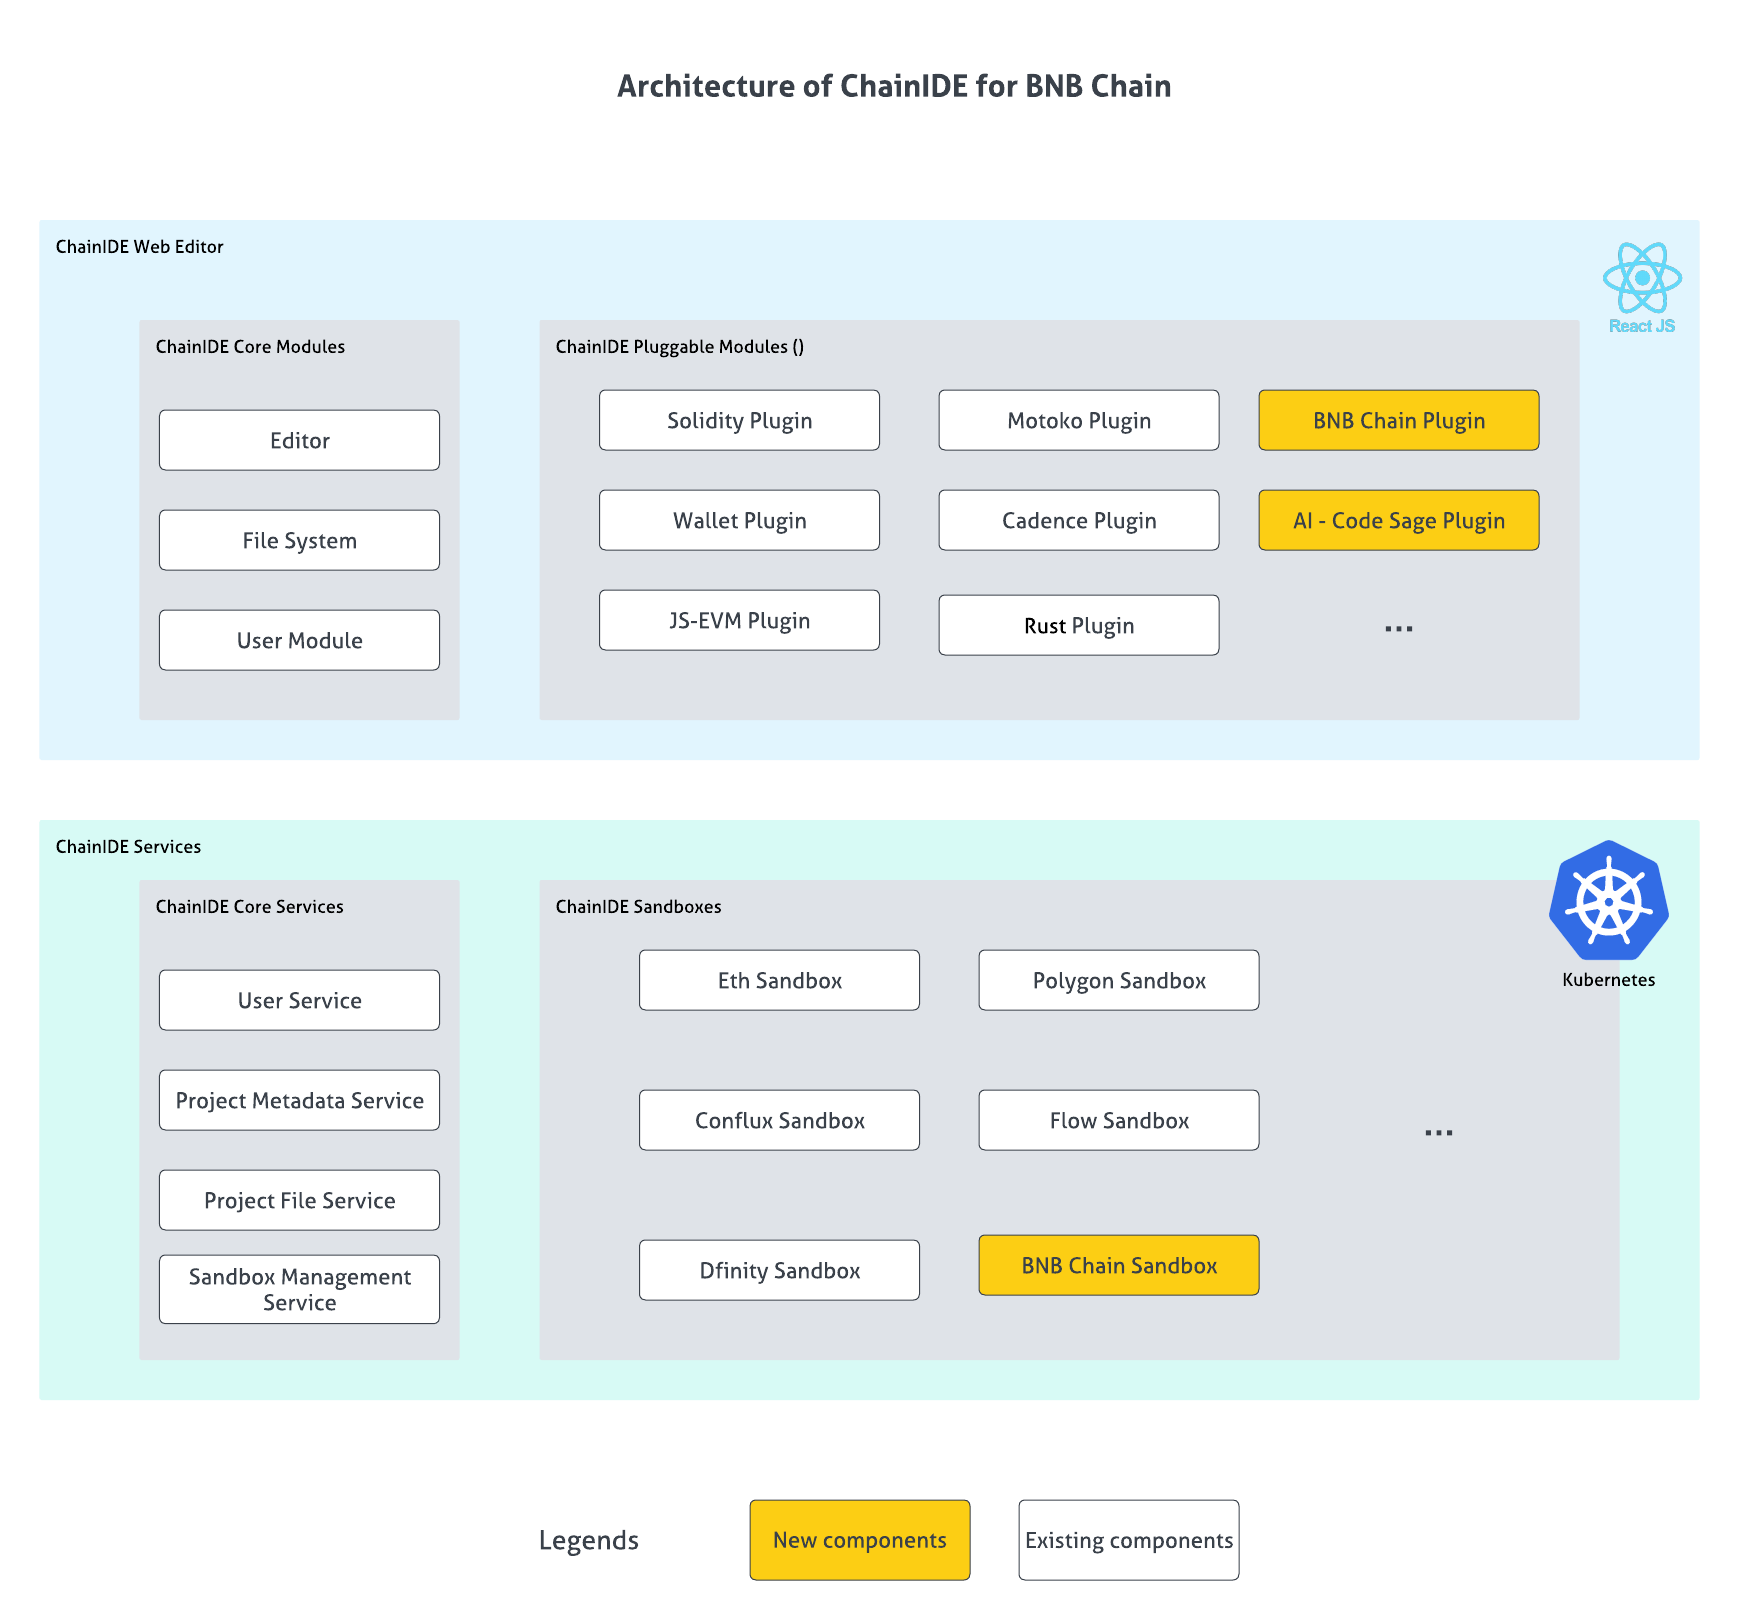 Architecture of ChainIDE for BNB Chain
ChainIDE Web Editor
React JS
ChainIDE Core Modules
Editor
File System
User Module
ChainIDE Pluggable Modules ()
Solidity Plugin
Motoko Plugin
BNB Chain Plugin
Wallet Plugin
Cadence Plugin
AI - Code Sage Plugin
JS-EVM Plugin
Rust Plugin
...
ChainIDE Services
Kubernetes
ChainIDE Core Services
User Service
Project Metadata Service
Project File Service
Sandbox Management
Service
ChainIDE Sandboxes
Eth Sandbox
Polygon Sandbox
Conflux Sandbox
Flow Sandbox
...
Dfinity Sandbox
BNB Chain Sandbox
Legends
New components
Existing components